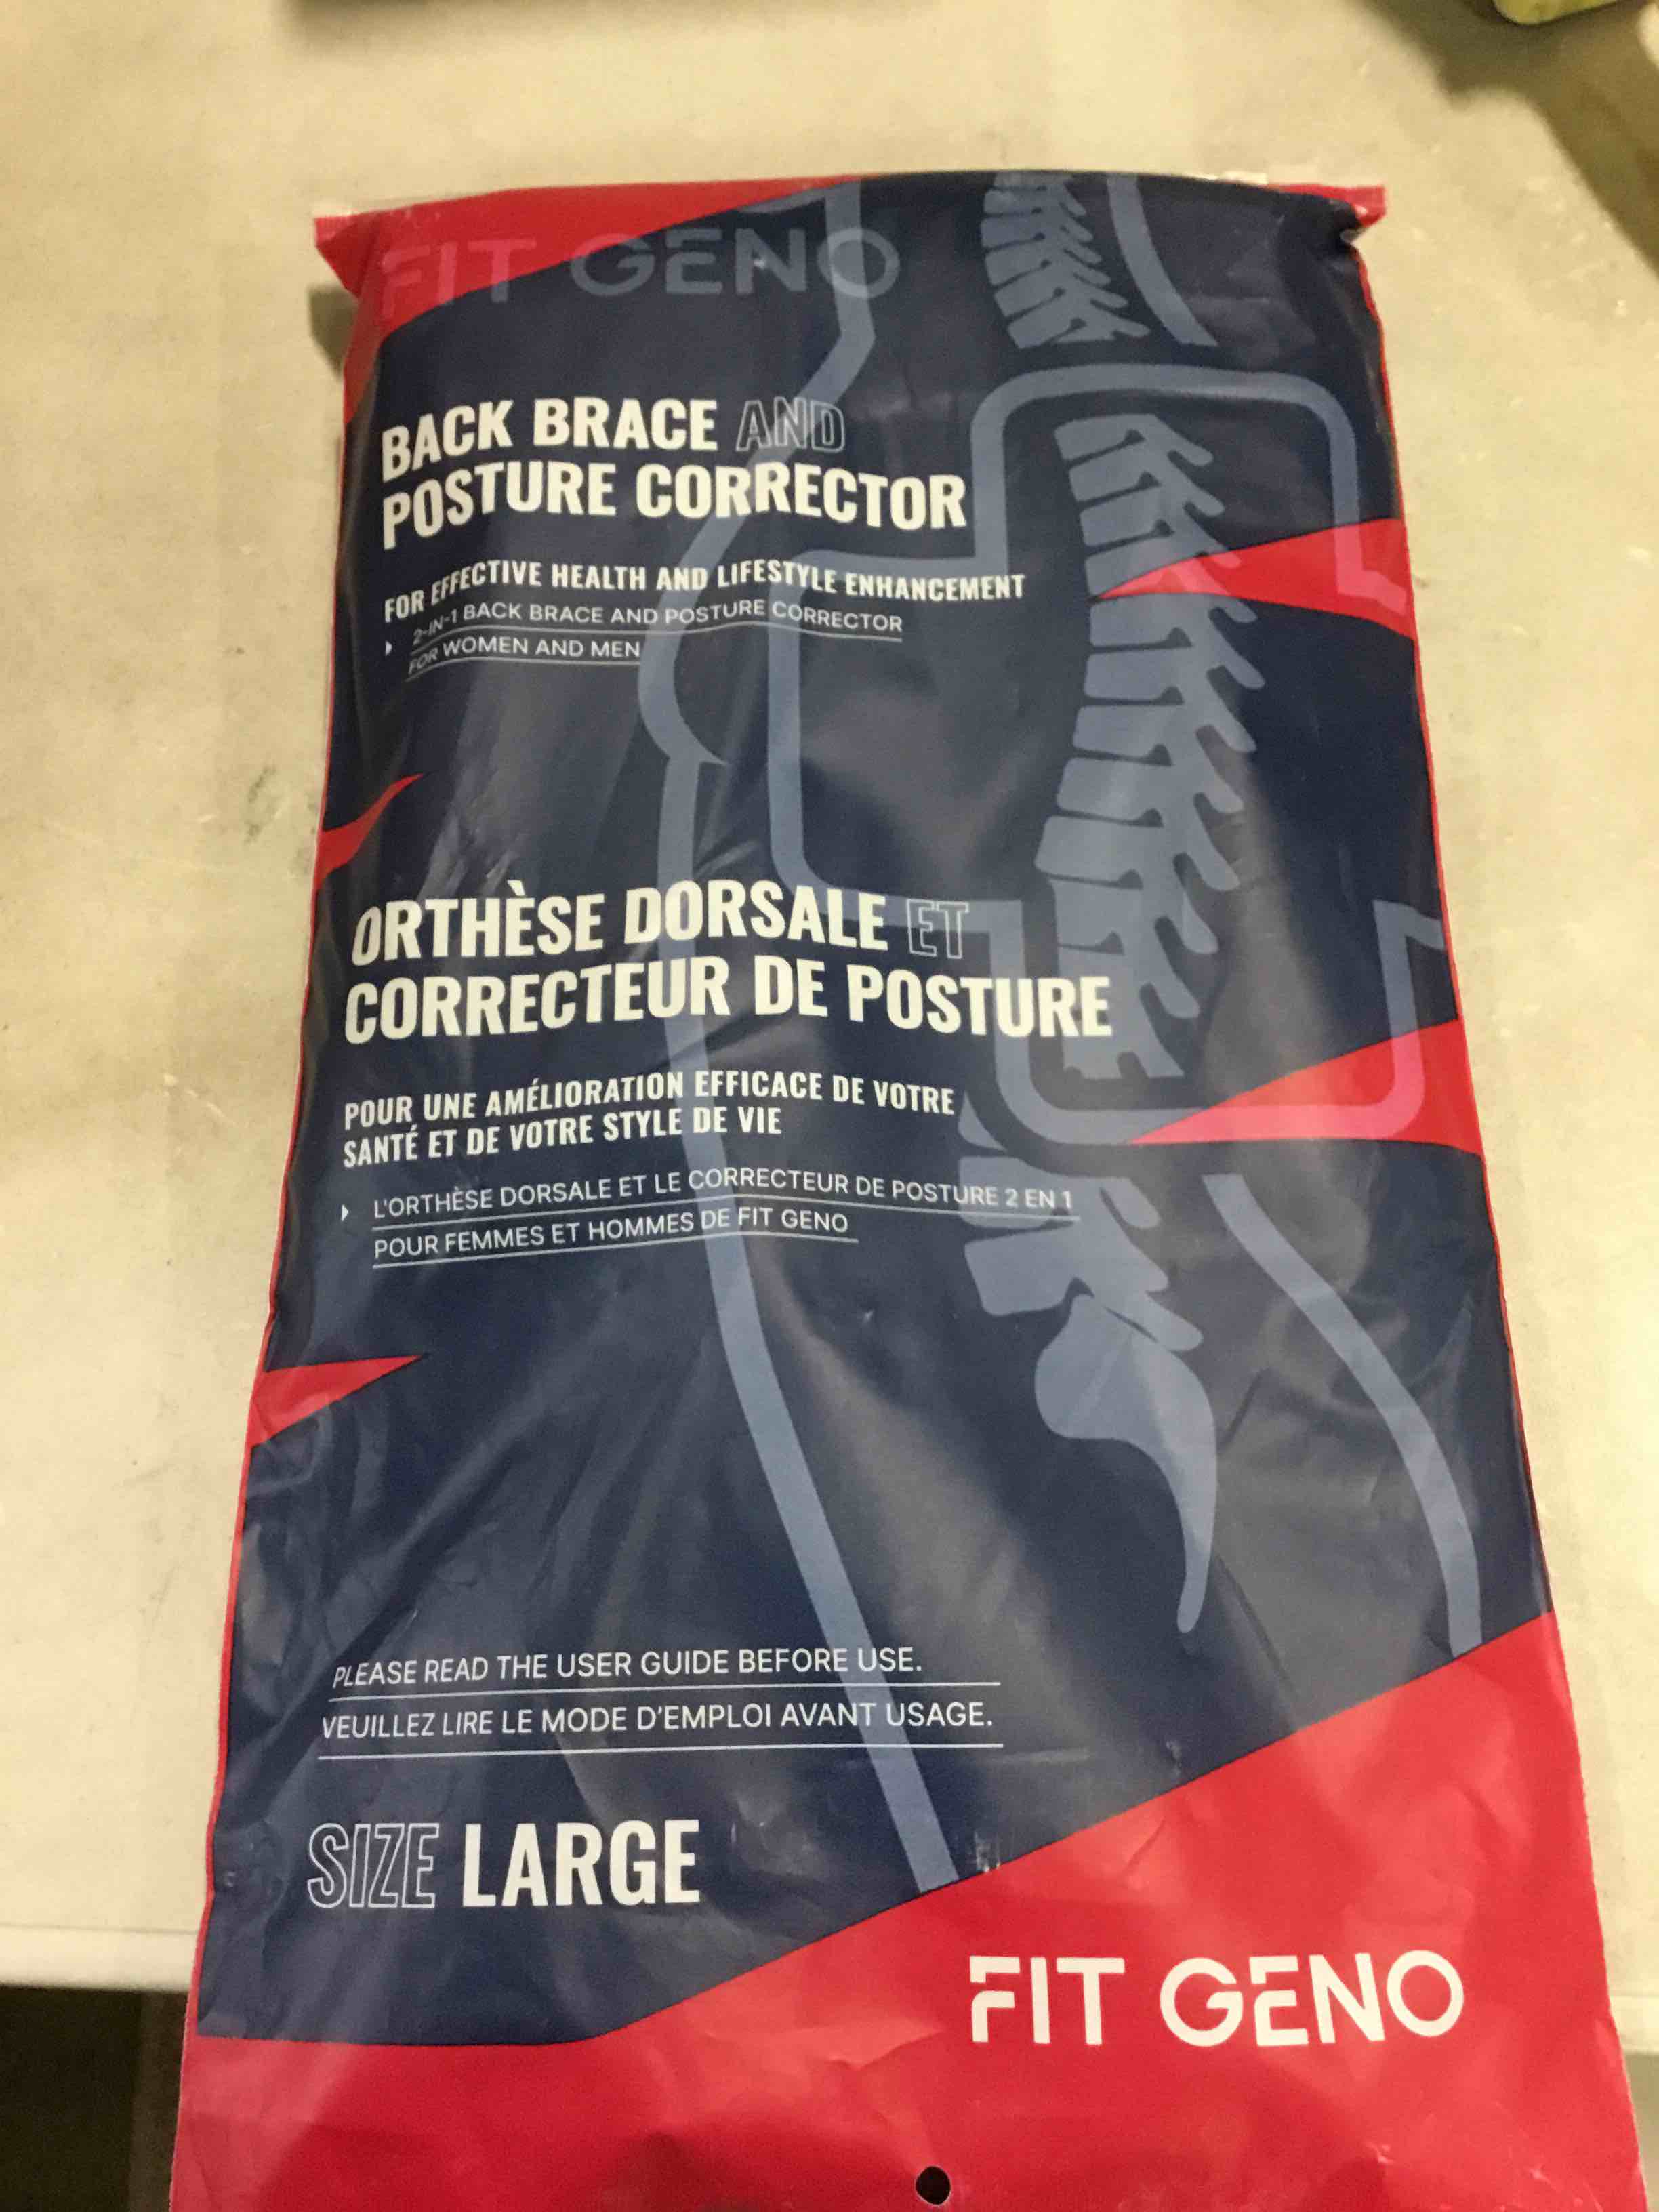 FIT GENO
BACK BRACE AND
POSTURE CORRECTOR
FOR EFFECTIVE HEALTH AND LIFESTYLE ENHANCEMENT
2-IN-1 BACK BRACE AND POSTURE CORRECTOR
FOR WOMEN AND MEN
ORTHÈSE DORSALE ET
CORRECTEUR DE POSTURE
POUR UNE AMÉLIORATION EFFICACE DE VOTRE
SANTÉ ET DE VOTRE STYLE DE VIE
L'ORTHÈSE DORSALE ET LE CORRECTEUR DE POSTURE 2 EN 1
POUR FEMMES ET HOMMES DE FIT GENO
PLEASE READ THE USER GUIDE BEFORE USE.
VEUILLEZ LIRE LE MODE D'EMPLOI AVANT USAGE.
SIZE LARGE
FIT GENO